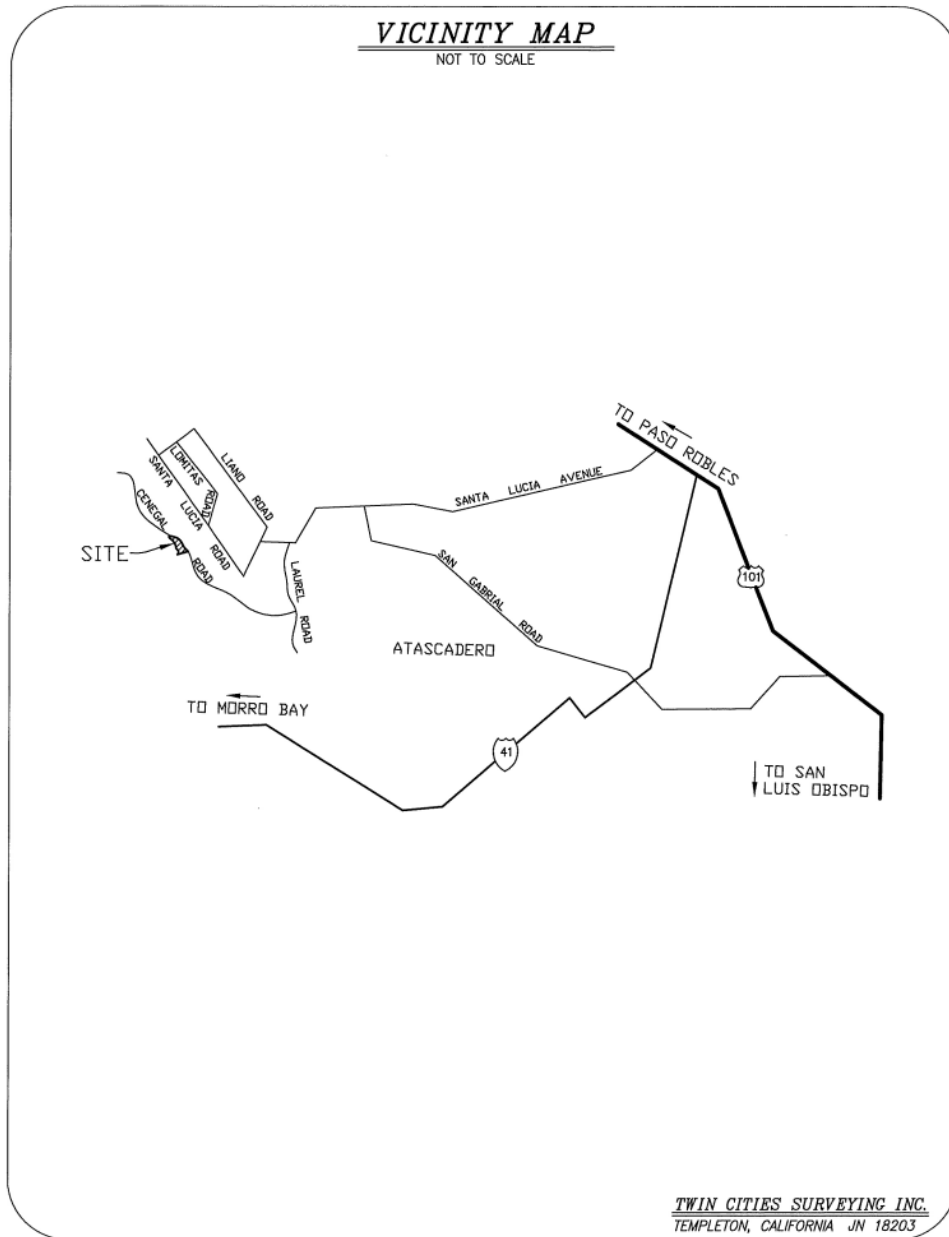 VICINITY MAP
NOT TO SCALE
TO PASO ROBLES
LIANO ROAD
LOMITAS ROAD
SANTA LUCIA ROAD
CENEGAL ROAD
SITE
SANTA LUCIA AVENUE
LAUREL ROAD
SAN GABRIAL ROAD
101
ATASCADERO
TO MORRO BAY
41
TO SAN
LUIS OBISPO
TWIN CITIES SURVEYING INC.
TEMPLETON, CALIFORNIA JN 18203